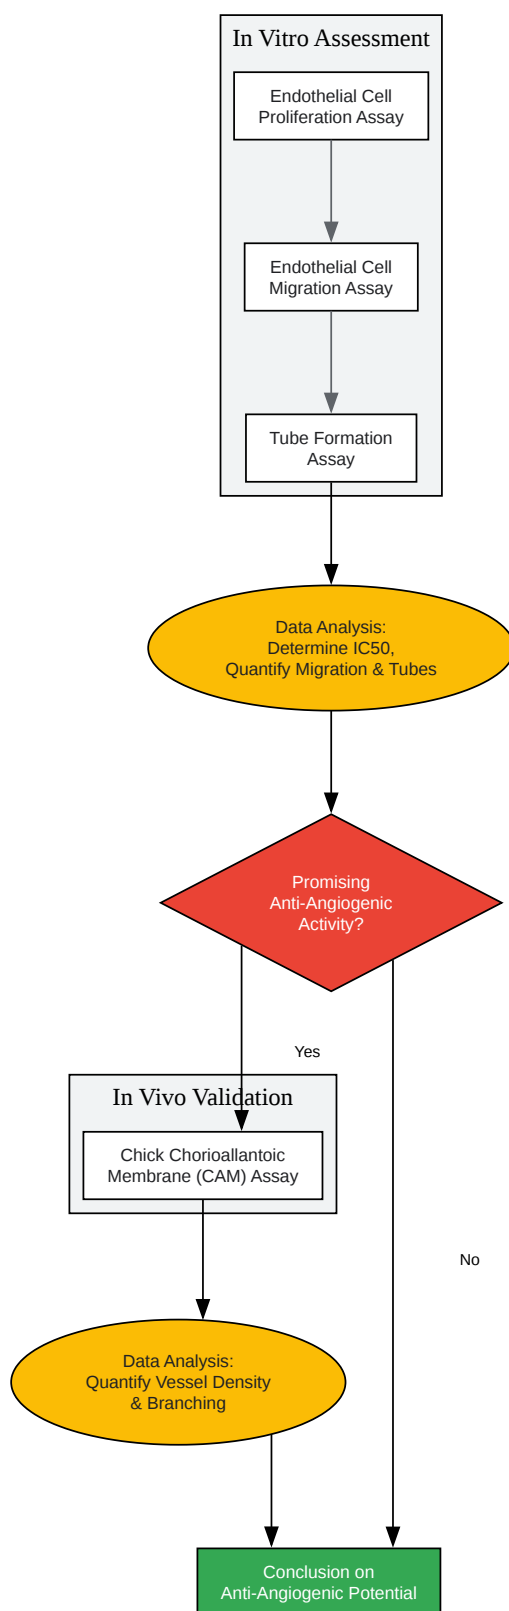 In Vitro Assessment
Endothelial Cell
Proliferation Assay
Endothelial Cell
Migration Assay
Tube Formation
Assay
Data Analysis:
Determine IC50,
Quantify Migration & Tubes
Promising
Anti-Angiogenic
Activity?
Yes
In Vivo Validation
Chick Chorioallantoic
Membrane (CAM) Assay
No
Data Analysis:
Quantify Vessel Density
& Branching
Conclusion on
Anti-Angiogenic Potential